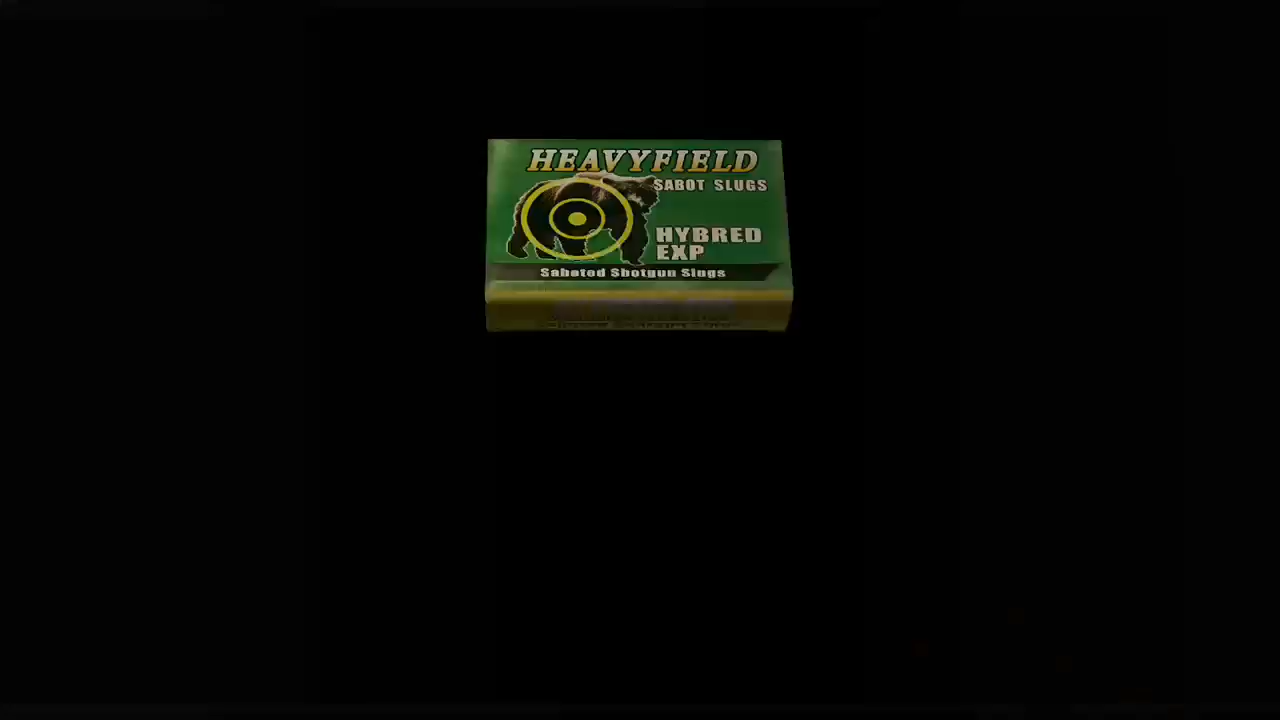 HEAVYFIELD
SABOT SLUGS
HYBRED
EXP
Saboted Shotgun Slugs